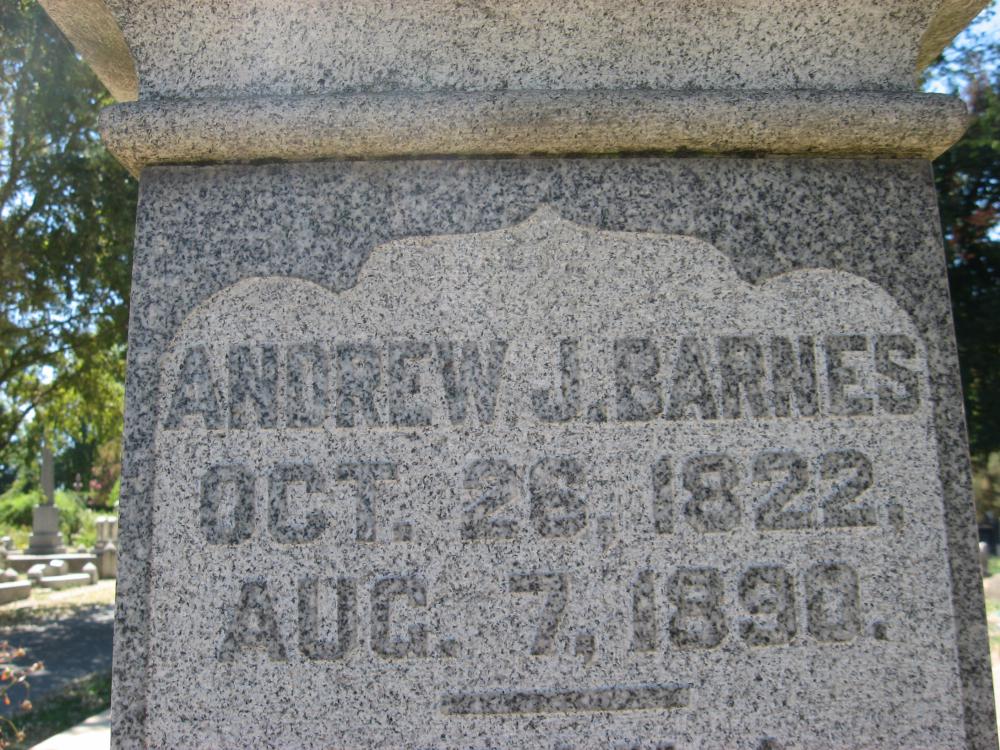 ANDREW J. BARNES
OCT. 26, 1822,
AUG. 7, 1890.